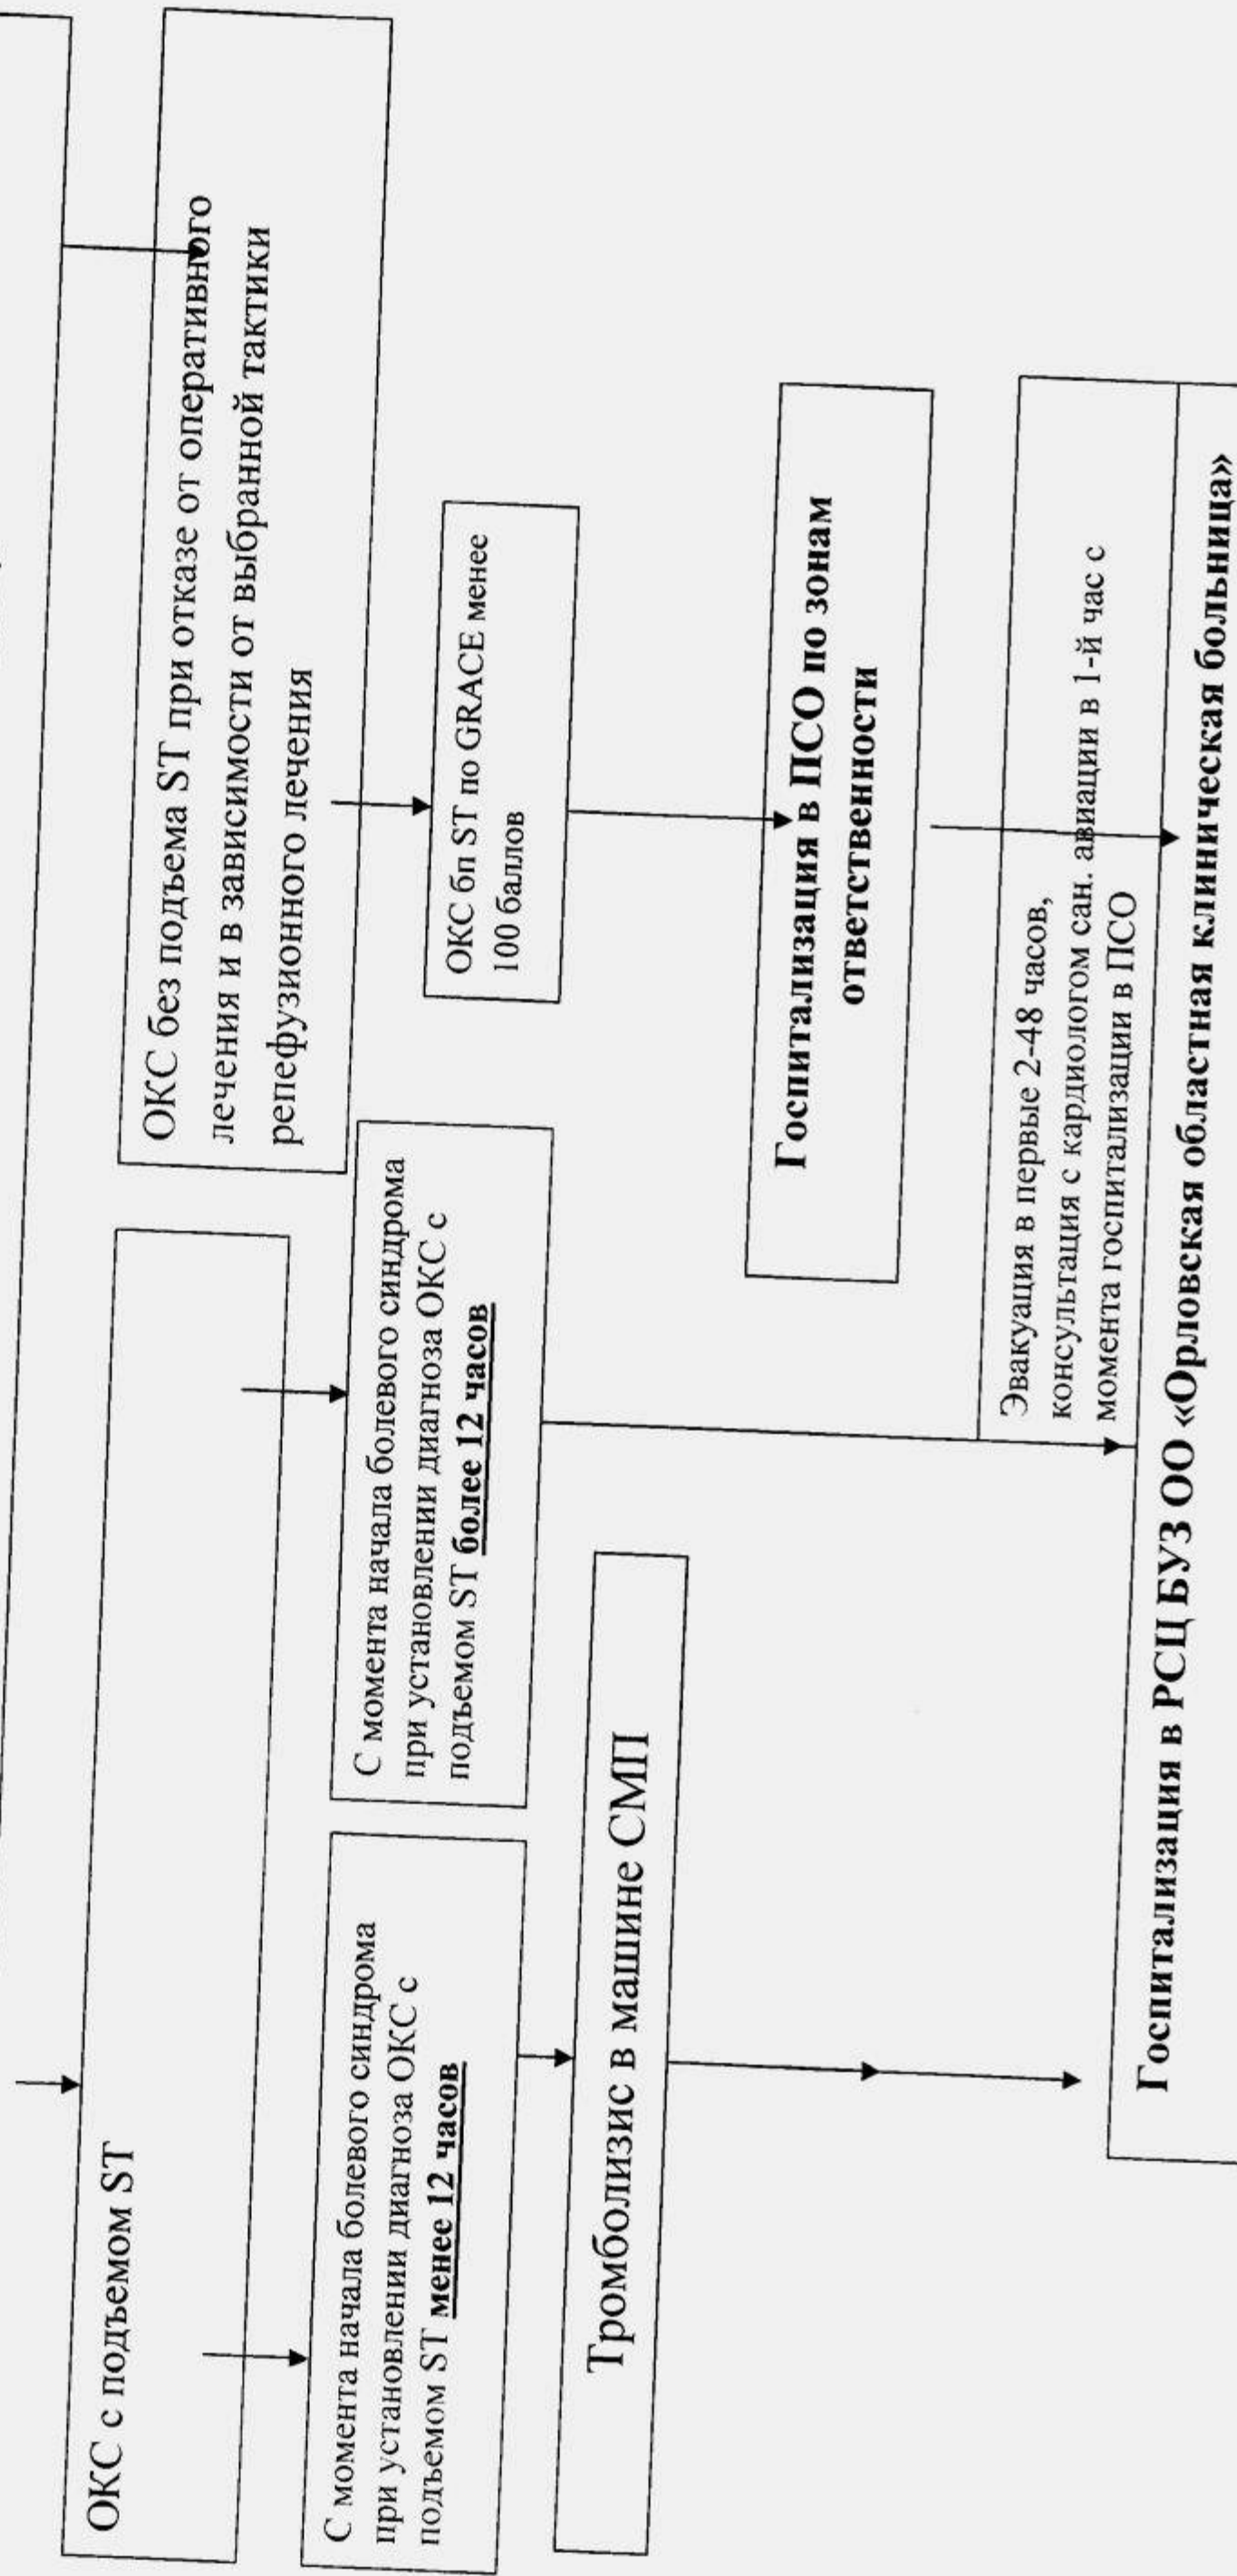 ОКС с подъемом ST
ОКС без подъема ST при отказе от оперативного
лечения и в зависимости от выбранной тактики
репефузионного лечения
С момента начала болевого синдрома
при установлении диагноза ОКС с
подъемом ST менее 12 часов
С момента начала болевого синдрома
при установлении диагноза ОКС с
подъемом ST более 12 часов
ОКС бп ST по GRACE менее
100 баллов
Тромболизис в машине СМП
Госпитализация в ПСО по зонам
ответственности
Эвакуация в первые 2-48 часов,
консультация с кардиологом сан. авиации в 1-й час с
момента госпитализации в ПСО
Госпитализация в РСЦ БУЗ ОО «Орловская областная клиническая больница»